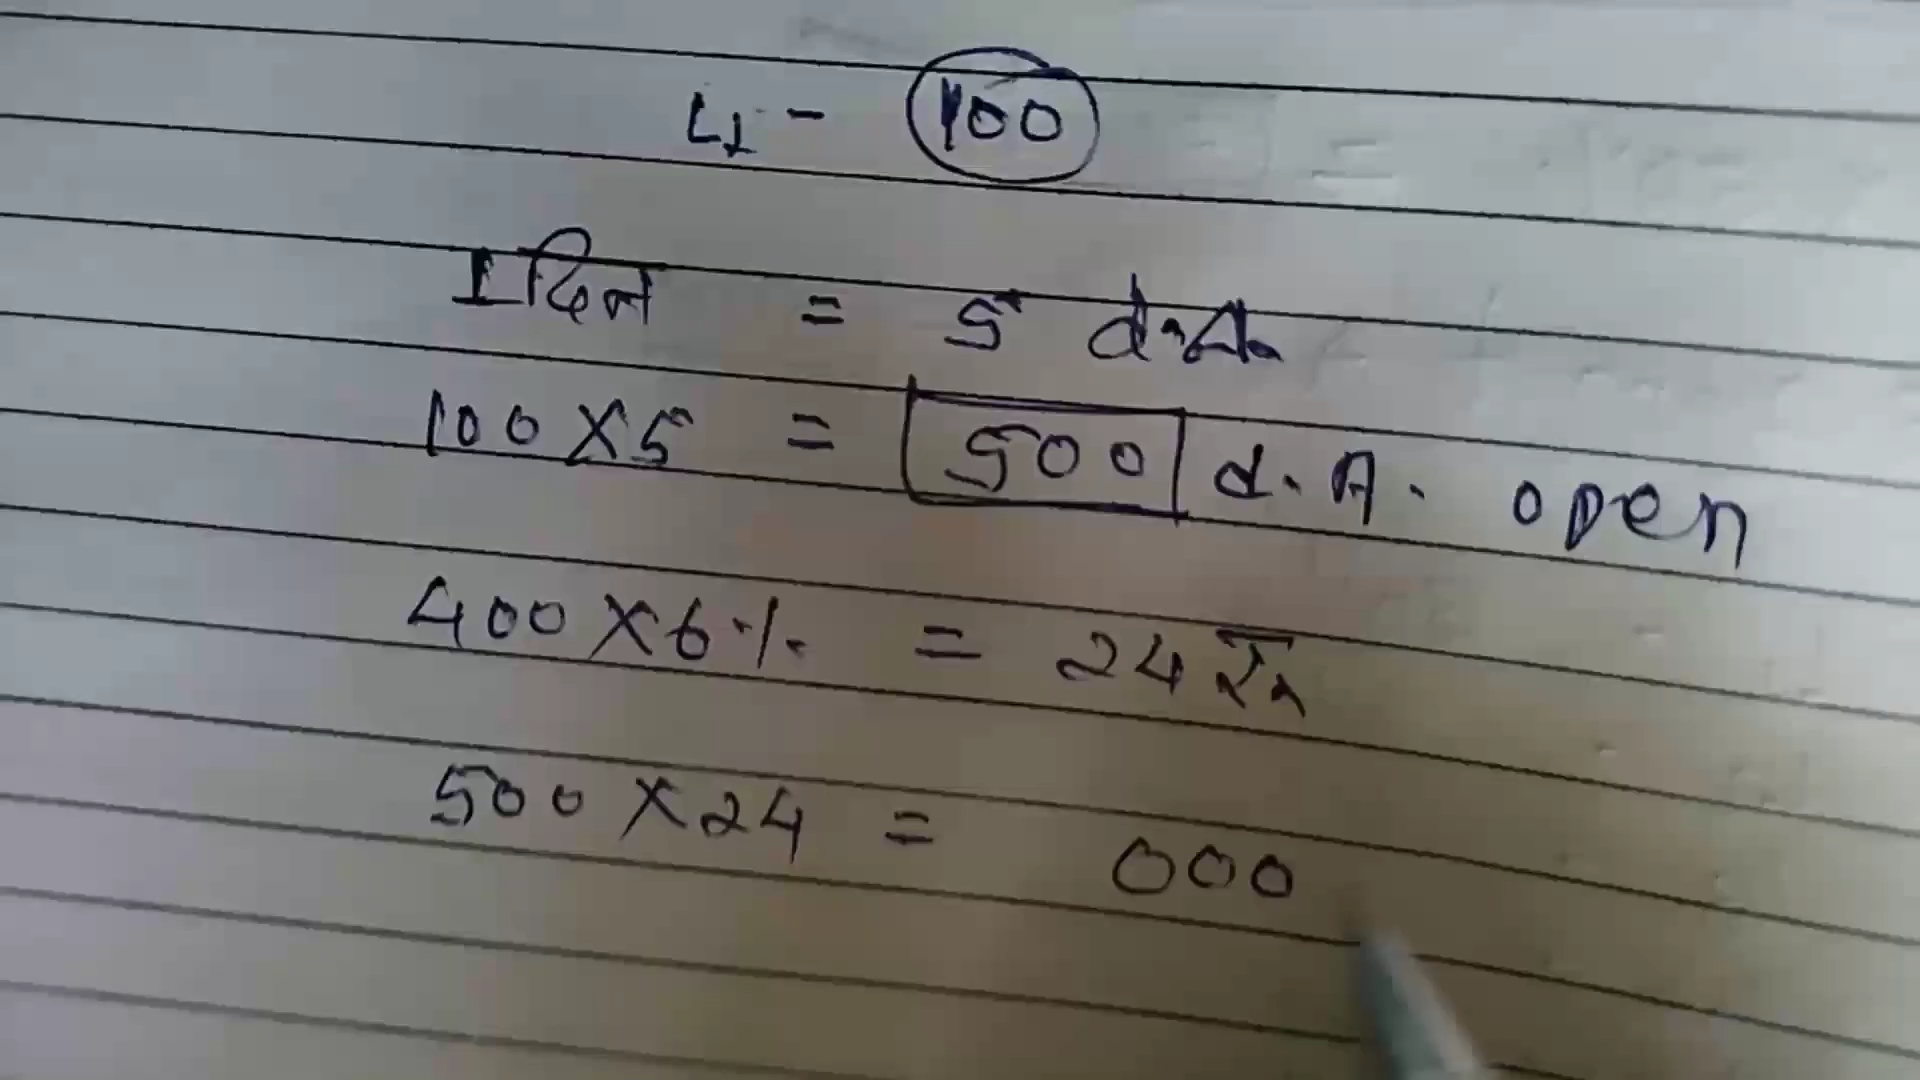 L1 - 100
1 दिन = 5 d.A.
100 X 5 = 500 d.A. open
400 X 6% = 24 रू
500 X 24 = 000